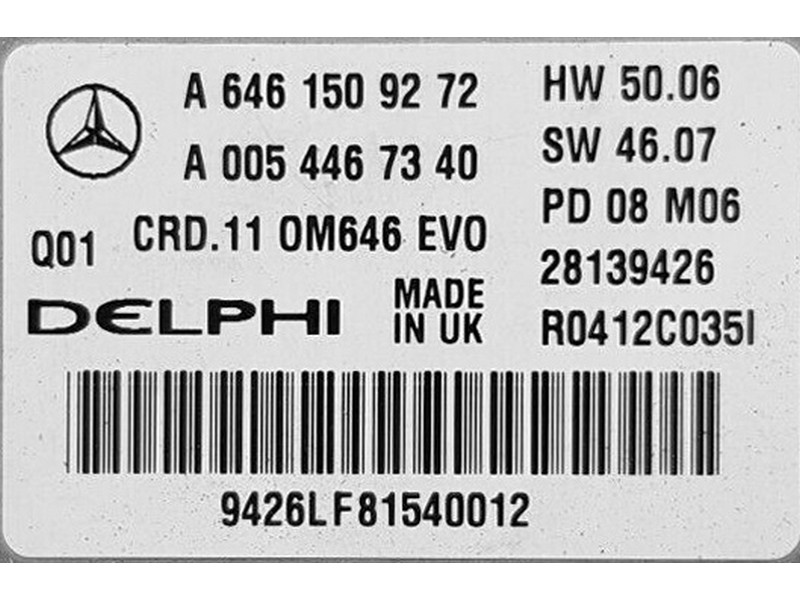 A 646 150 92 72
A 005 446 73 40
Q01 CRD.11 OM646 EVO
DELPHI
MADE
IN UK
HW 50.06
SW 46.07
PD 08 M06
28139426
R0412C035I
9426LF81540012